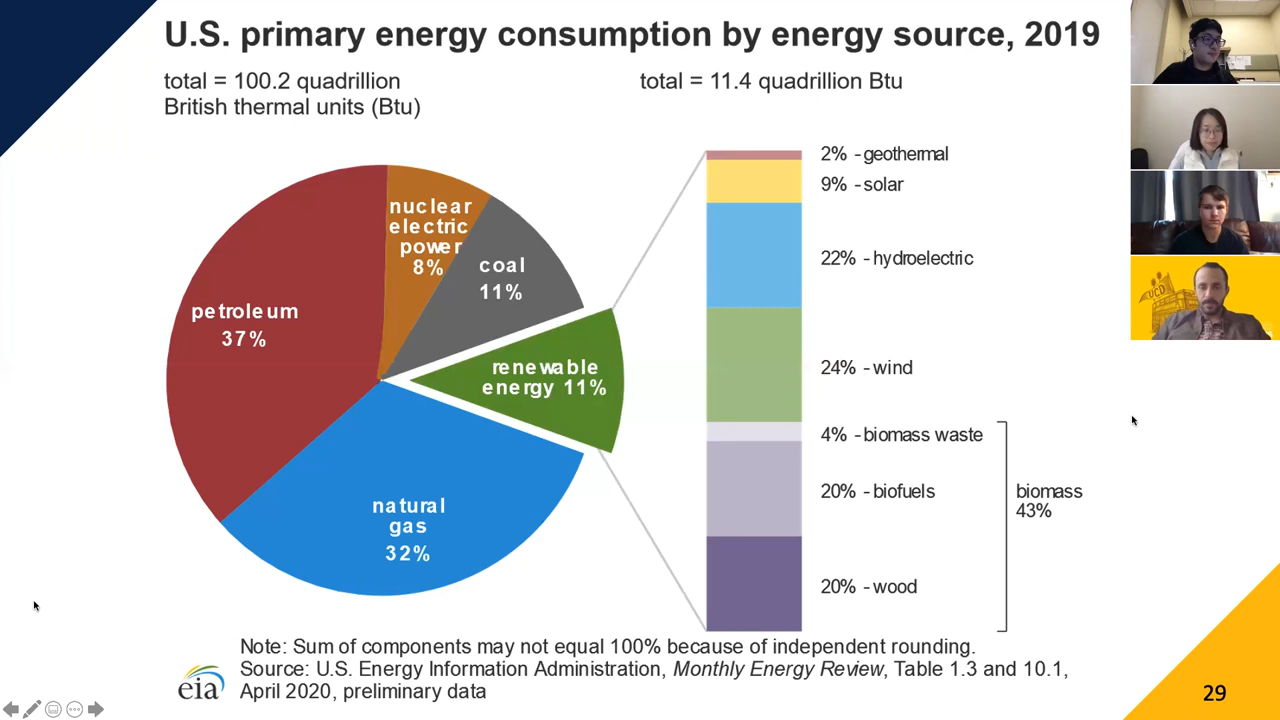 U.S. primary energy consumption by energy source, 2019
total = 100.2 quadrillion
British thermal units (Btu)
total = 11.4 quadrillion Btu
nuclear
electric
power
8%
coal
11%
petroleum
37%
renewable
energy 11%
natural
gas
32%
2% - geothermal
9% - solar
22% - hydroelectric
24% - wind
4% - biomass waste
20% - biofuels
20% - wood
biomass
43%
Note: Sum of components may not equal 100% because of independent rounding.
Source: U.S. Energy Information Administration, Monthly Energy Review, Table 1.3 and 10.1,
April 2020, preliminary data
eia
29
UCD